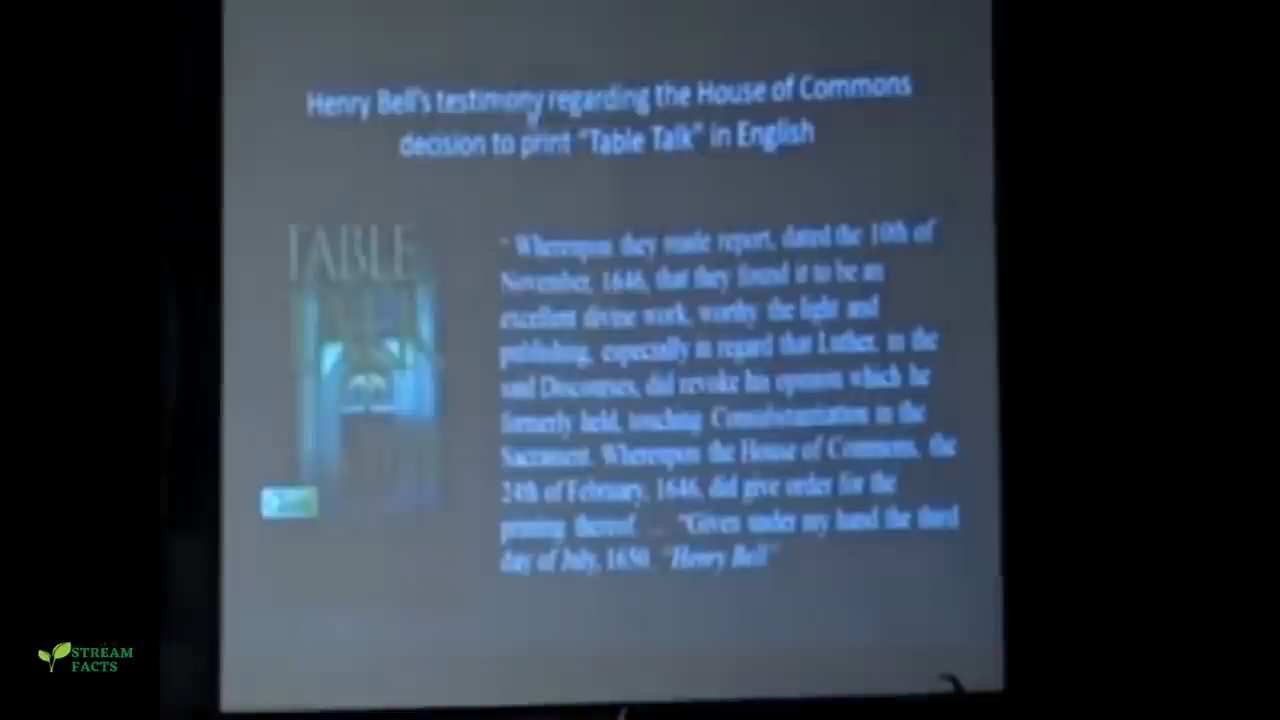 Henry Bell's testimony regarding the House of Commons
decision to print "Table Talk" in English
TABLE
" Whereupon they made report, dated the 10th of
November, 1646, that they found it to be an
excellent divine work, worthy the light and
publishing, especially in regard that Luther, in the
said Discourses, did revoke his opinion which he
formerly held, touching Consubstantiation in the
Sacrament. Whereupon the House of Commons, the
24th of February, 1646, did give order for the
printing thereof. ... "Given under my hand the third
day of July, 1650. "Henry Bell"
STREAM
FACTS